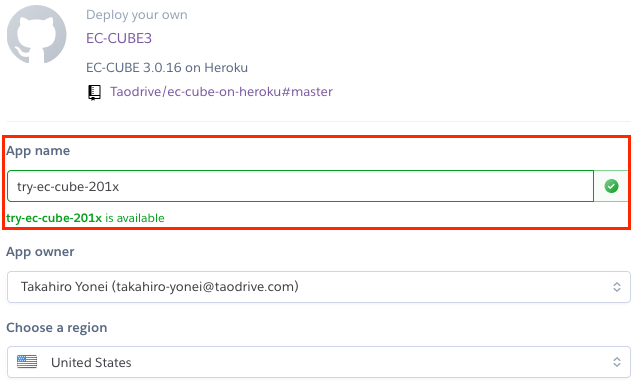 Deploy your own
EC-CUBE3
EC-CUBE 3.0.16 on Heroku
Taodrive/ec-cube-on-heroku#master
App name
try-ec-cube-201x
try-ec-cube-201x is available
App owner
Takahiro Yonei (takahiro-yonei@taodrive.com)
Choose a region
United States